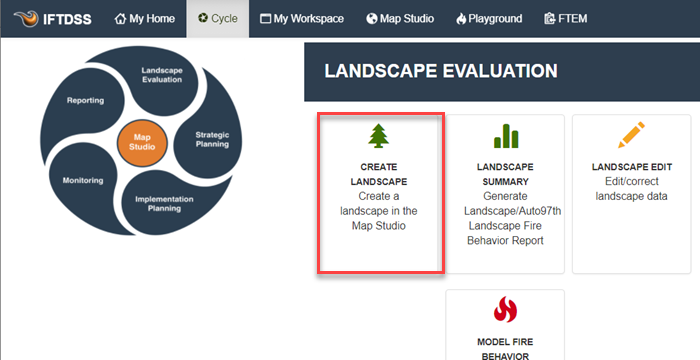 IFTDSS My Home Cycle My Workspace Map Studio Playground FTEM
Landscape
Evaluation
Reporting
Strategic
Planning
Map
Studio
Monitoring
Implementation
Planning
LANDSCAPE EVALUATION
CREATE
LANDSCAPE
Create a
landscape in the
Map Studio
LANDSCAPE
SUMMARY
Generate
Landscape/Auto97th
Landscape Fire
Behavior Report
LANDSCAPE EDIT
Edit/correct
landscape data
MODEL FIRE
BEHAVIOR